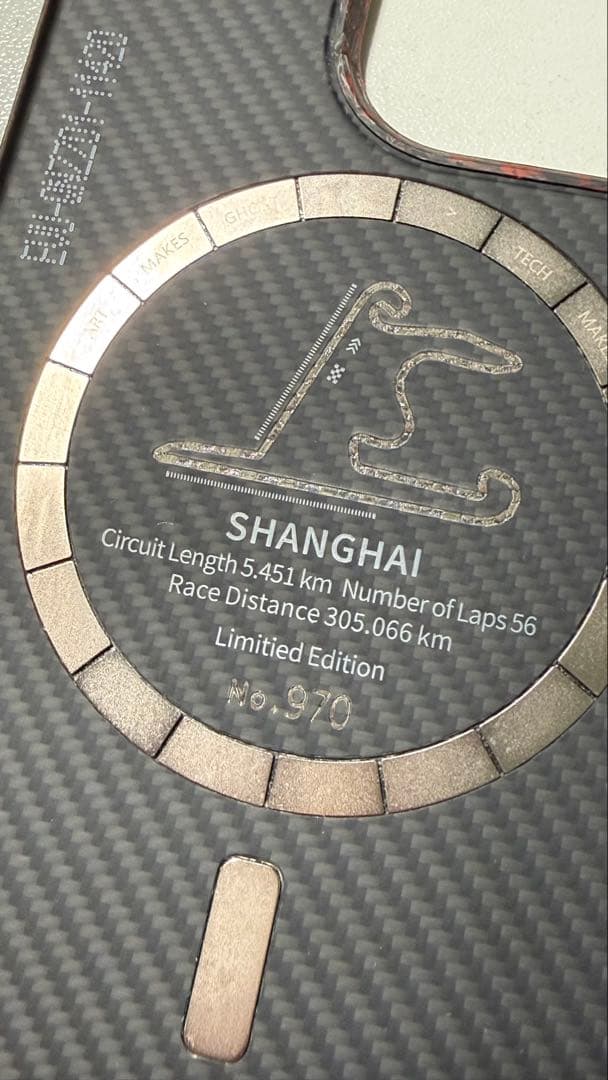 MAKES
ART
TECH
SHANGHAI
Circuit Length 5.451 km Number of Laps 56
Race Distance 305.066 km
Limitied Edition
No.970